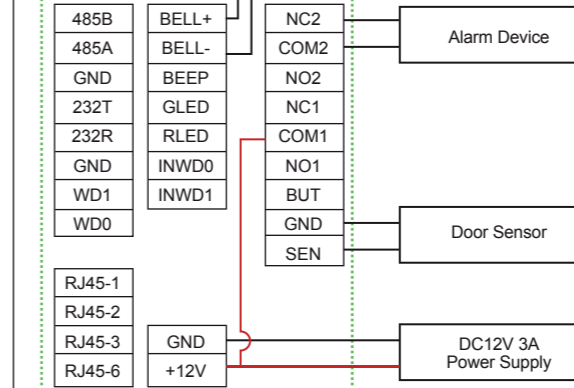 485B
485A
GND
232T
232R
GND
WD1
WD0
BELL+
BELL-
BEEP
GLED
RLED
INWD0
INWD1
NC2
COM2
NO2
NC1
COM1
NO1
BUT
GND
SEN
Alarm Device
Door Sensor
RJ45-1
RJ45-2
RJ45-3
RJ45-6
GND
+12V
DC12V 3A
Power Supply